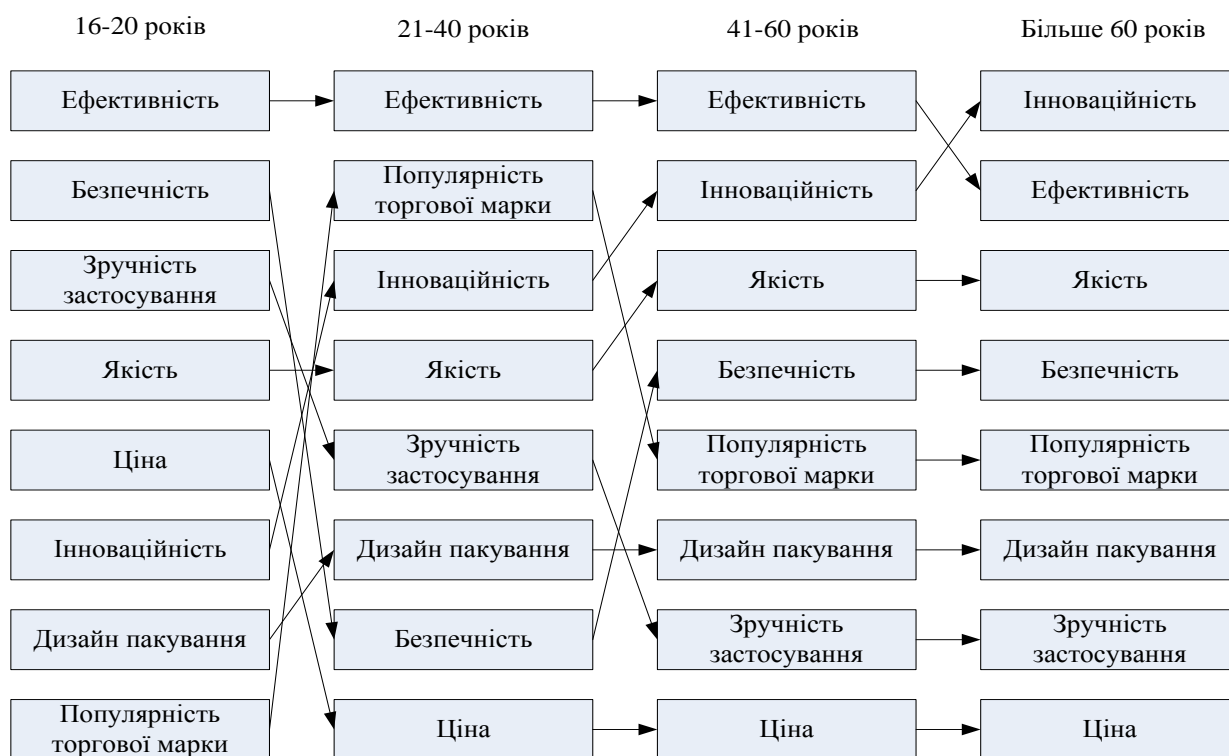 16-20 років
21-40 років
41-60 років
Більше 60 років
Ефективність
Ефективність
Ефективність
Інноваційність
Безпечність
Популярність
торгової марки
Інноваційність
Ефективність
Зручність
застосування
Інноваційність
Якість
Якість
Якість
Якість
Безпечність
Безпечність
Ціна
Зручність
застосування
Популярність
торгової марки
Популярність
торгової марки
Інноваційність
Дизайн пакування
Дизайн пакування
Дизайн пакування
Дизайн пакування
Безпечність
Зручність
застосування
Зручність
застосування
Популярність
торгової марки
Ціна
Ціна
Ціна